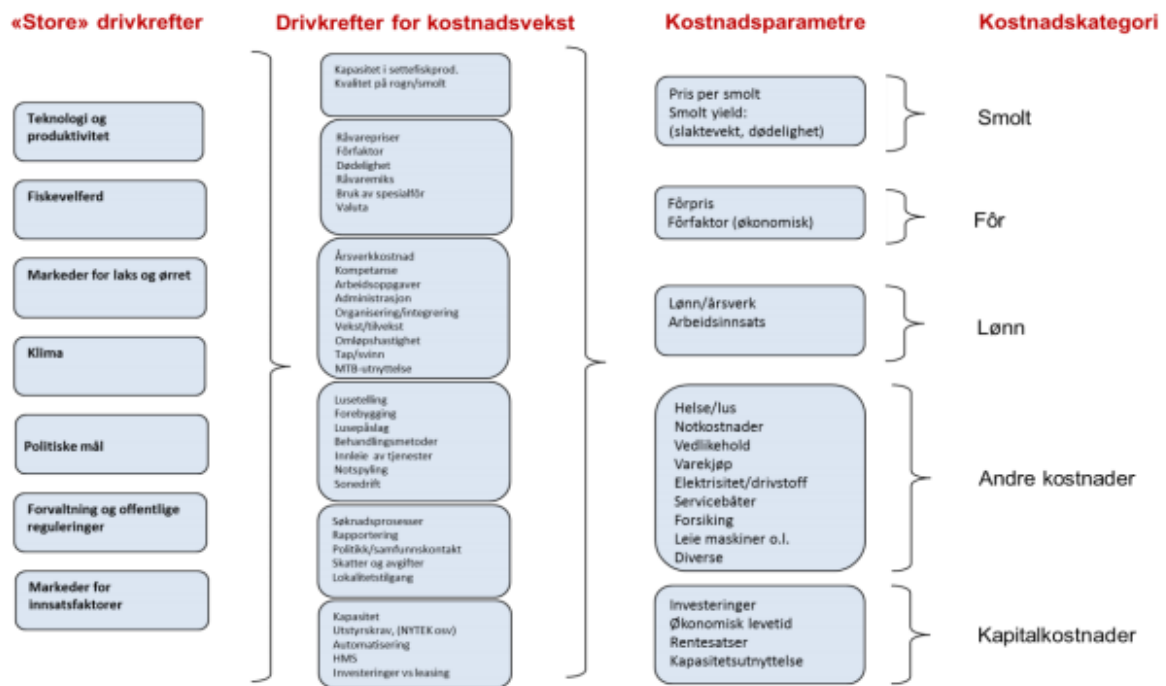 «Store» drivkrefter
Teknologi og
produktivitet
Fiskevelferd
Markeder for laks og ørret
Klima
Politiske mål
Forvaltning og offentlige
reguleringer
Markeder for
innsatsfaktorer
Drivkrefter for kostnadsvekst
Kapasitet i settefiskprod.
Kvalitet på rogn/smolt
Råvarepriser
Fôrfaktor
Dødelighet
Råvaremiks
Bruk av spesialfôr
Valuta
Årsverkkostnad
Kompetanse
Arbeidsoppgaver
Administrasjon
Organisering/integrering
Vekst/tilvekst
Omløpshastighet
Tap/svinn
MTB-utnyttelse
Lusetelling
Forebygging
Lusepåslag
Behandlingsmetoder
Innleie av tjenester
Notspyling
Sonedrift
Søknadsprosesser
Rapportering
Politikk/samfunnskontakt
Skatter og avgifter
Lokalitetstilgang
Kapasitet
Utstyrskrav, (NYTEK osv)
Automatisering
HMS
Investeringer vs leasing
Kostnadsparametre
Pris per smolt
Smolt yield:
(slaktevekt, dødelighet)
Fôrpris
Fôrfaktor (økonomisk)
Lønn/årsverk
Arbeidsinnsats
Helse/lus
Notkostnader
Vedlikehold
Varekjøp
Elektrisitet/drivstoff
Servicebåter
Forsiking
Leie maskiner o.l.
Diverse
Investeringer
Økonomisk levetid
Rentesatser
Kapasitetsutnyttelse
Kostnadskategori
Smolt
Fôr
Lønn
Andre kostnader
Kapitalkostnader